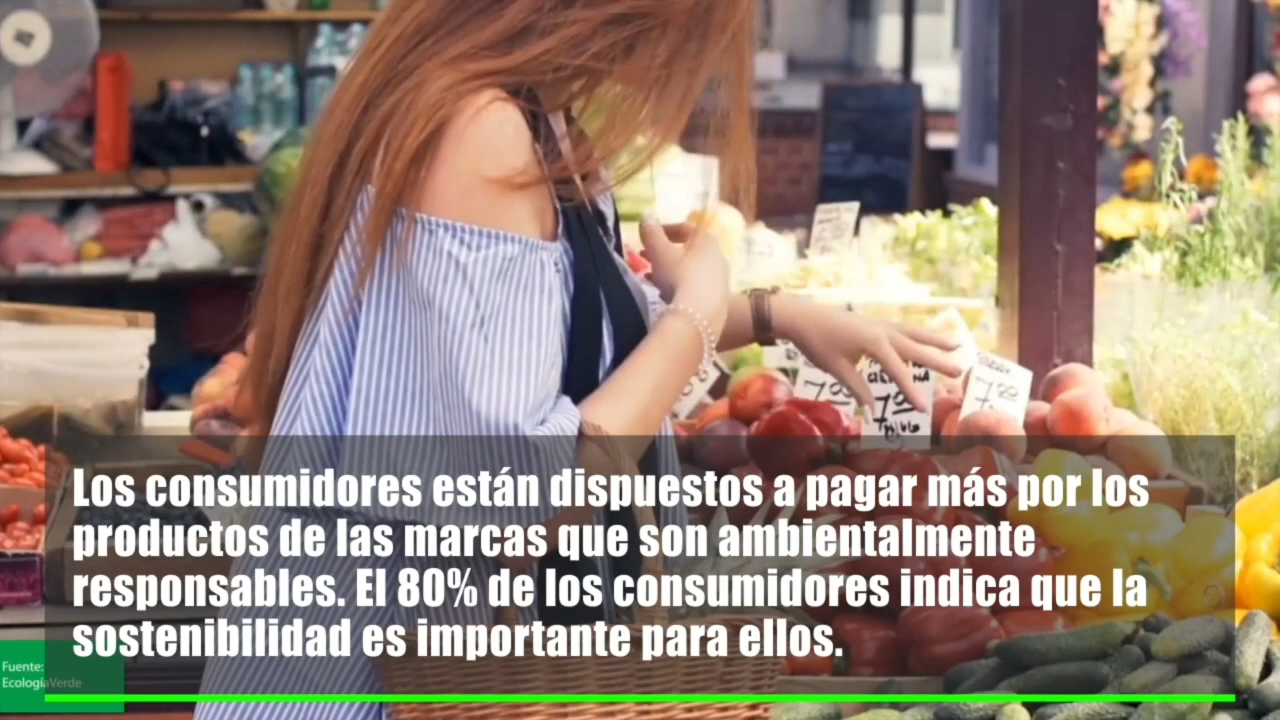 Los consumidores están dispuestos a pagar más por los
productos de las marcas que son ambientalmente
responsables. El 80% de los consumidores indica que la
sostenibilidad es importante para ellos.
Fuente:
EcologíaVerde